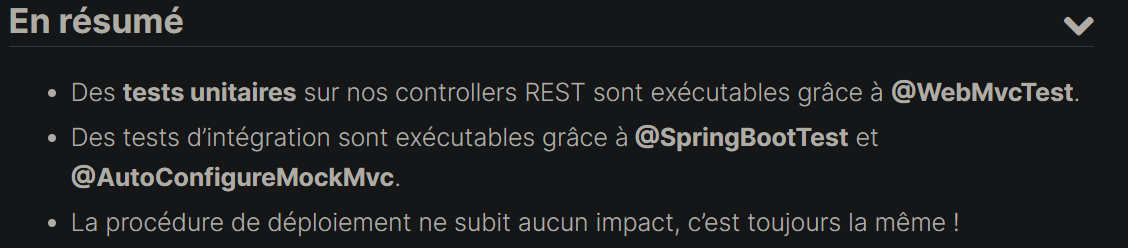 En résumé
• Des tests unitaires sur nos controllers REST sont exécutables grâce à @WebMvcTest.
• Des tests d’intégration sont exécutables grâce à @SpringBootTest et
@AutoConfigureMockMvc.
• La procédure de déploiement ne subit aucun impact, c’est toujours la même !